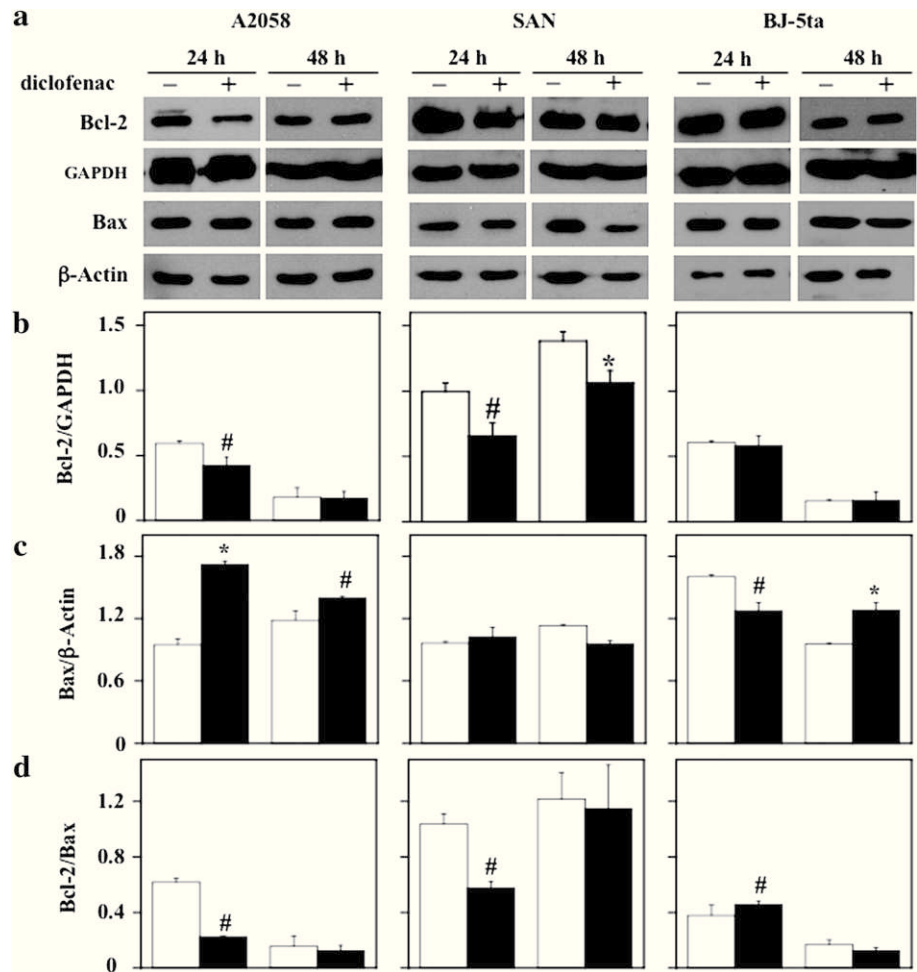 a
A2058 SAN BJ-5ta
24 h 48 h 24 h 48 h 24 h 48 h
diclofenac – + – + – + – + – + – +
Bcl-2
GAPDH
Bax
β-Actin
b
Bcl-2/GAPDH
1.5
1.0
0.5
0
# # *
c
Bax/β-Actin
1.8
1.2
0.6
0
* # # *
d
Bcl-2/Bax
1.2
0.8
0.4
0
# # #